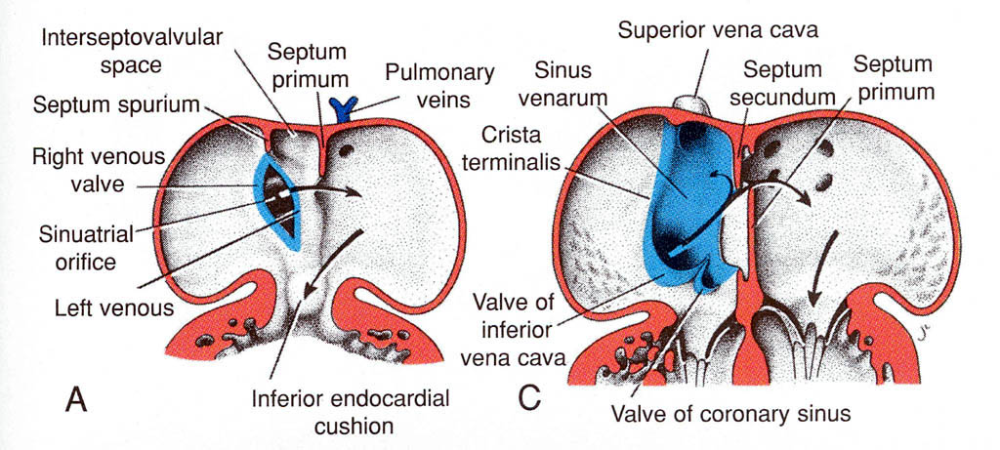 Interseptovalvular
space
Septum
primum
Pulmonary
veins
Septum spurium
Right venous
valve
Sinuatrial
orifice
Left venous
Inferior endocardial
cushion
A
Superior vena cava
Sinus
venarum
Septum
secundum
Septum
primum
Crista
terminalis
Valve of
inferior
vena cava
Valve of coronary sinus
C